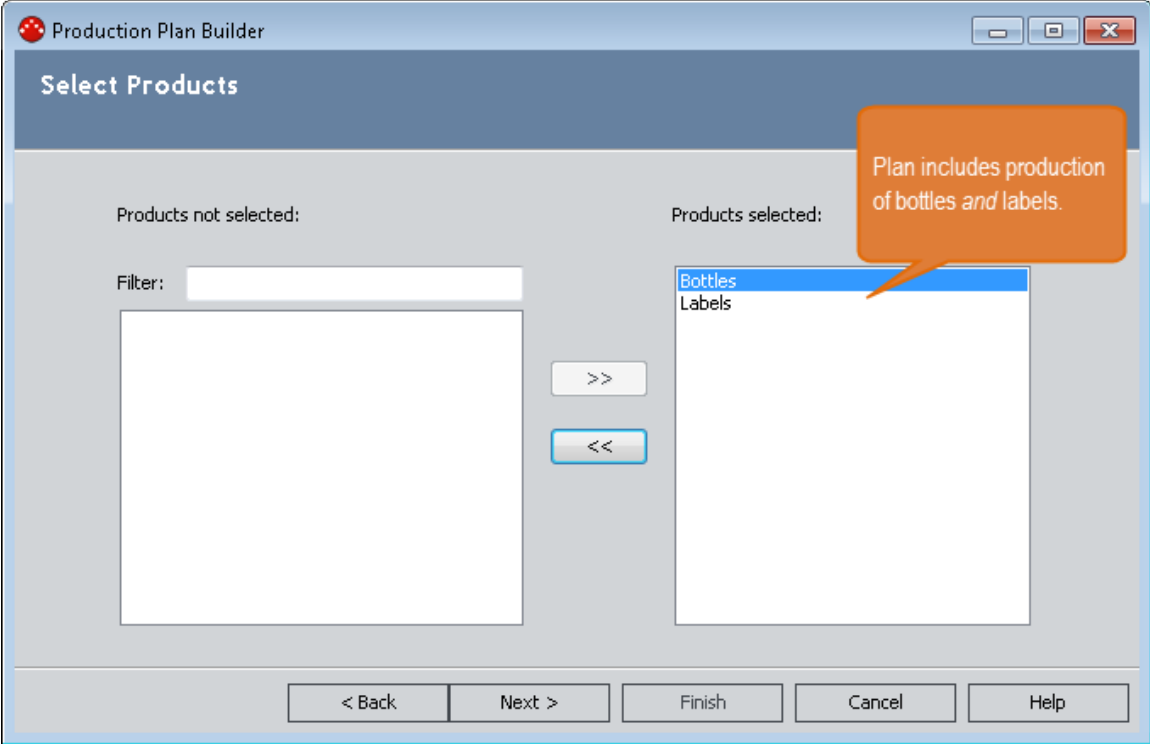 Production Plan Builder
Select Products
Plan includes production
of bottles and labels.
Products not selected:
Products selected:
Filter:
Bottles
Labels
>>
<<
< Back
Next >
Finish
Cancel
Help